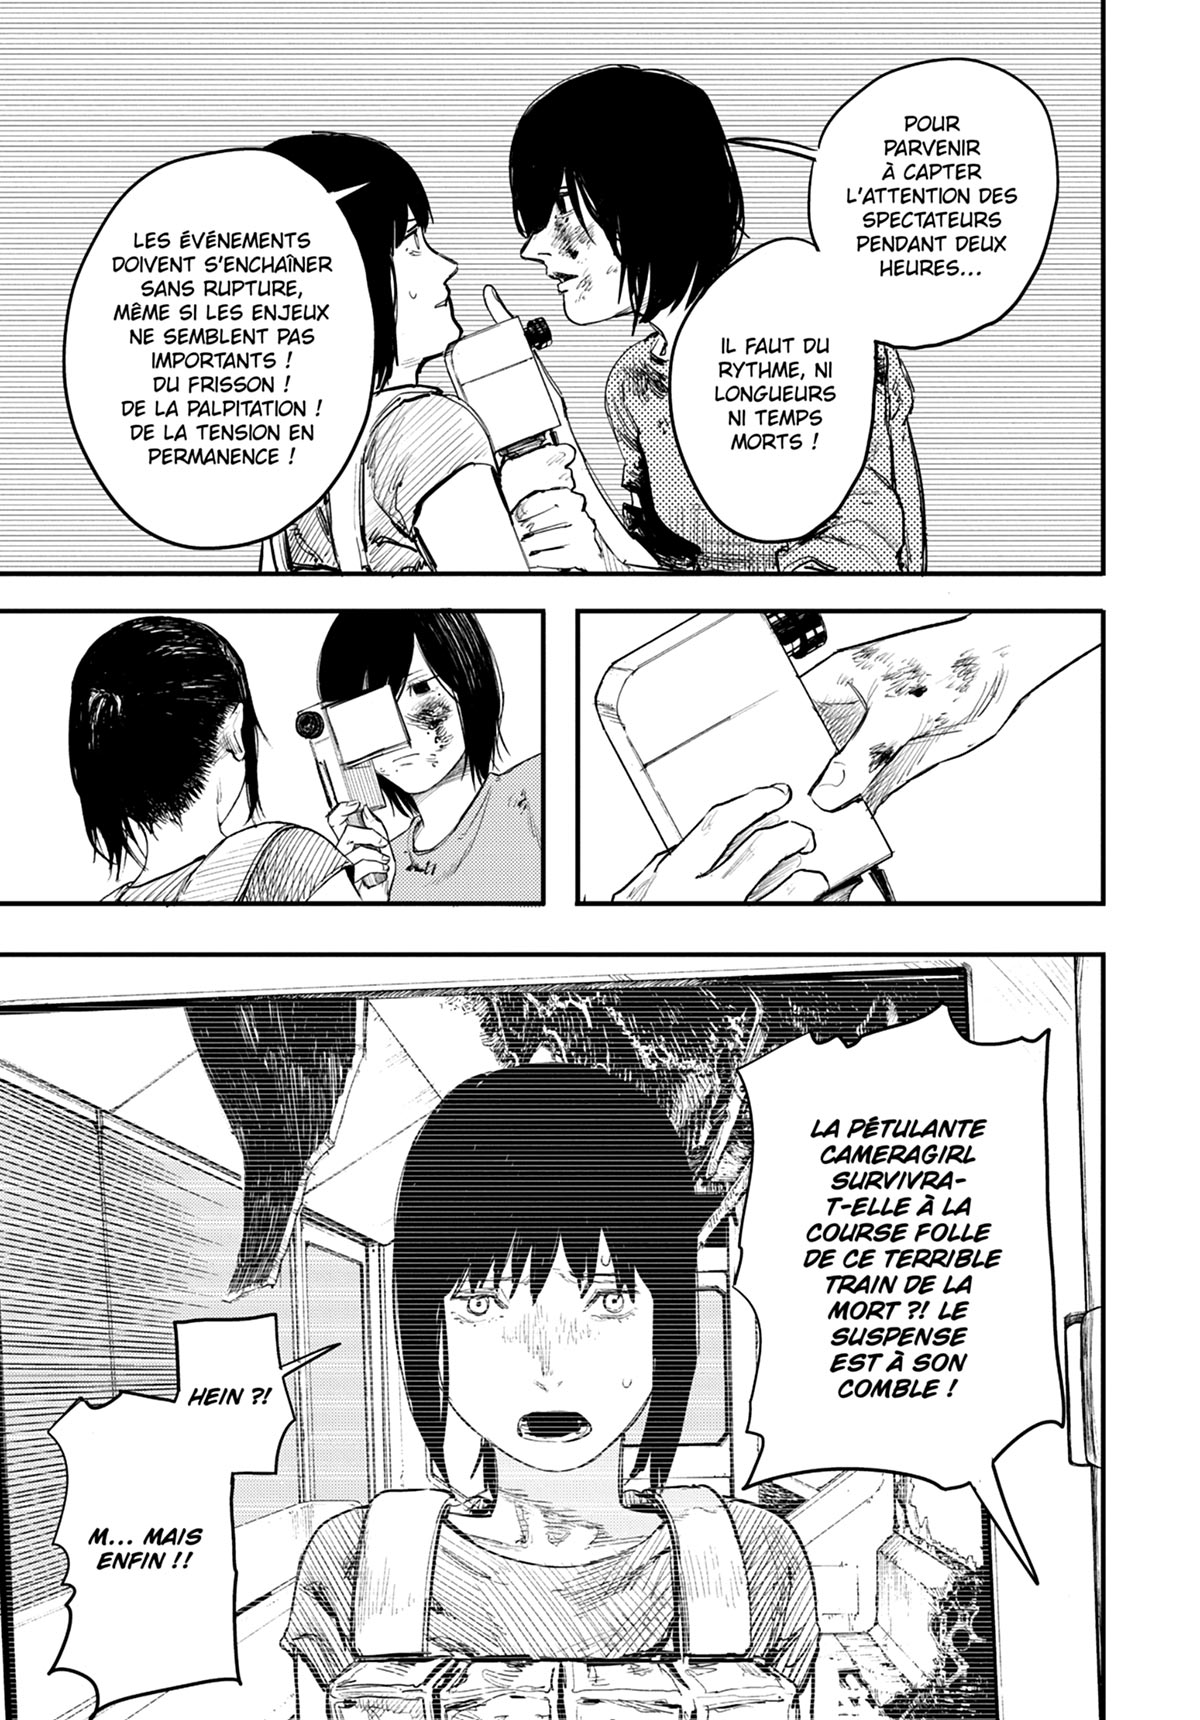 POUR
PARVENIR
À CAPTER
L'ATTENTION DES
SPECTATEURS
PENDANT DEUX
HEURES...
IL FAUT DU
RYTHME, NI
LONGUEURS
NI TEMPS
MORTS !
LES ÉVÉNEMENTS
DOIVENT S'ENCHAÎNER
SANS RUPTURE,
MÊME SI LES ENJEUX
NE SEMBLENT PAS
IMPORTANTS !
DU FRISSON !
DE LA PALPITATION !
DE LA TENSION EN
PERMANENCE !
LA PÉTULANTE
CAMERAGIRL
SURVIVRA-
T-ELLE À LA
COURSE FOLLE
DE CE TERRIBLE
TRAIN DE LA
MORT ?! LE
SUSPENSE
EST À SON
COMBLE !
HEIN ?!
M... MAIS
ENFIN !!